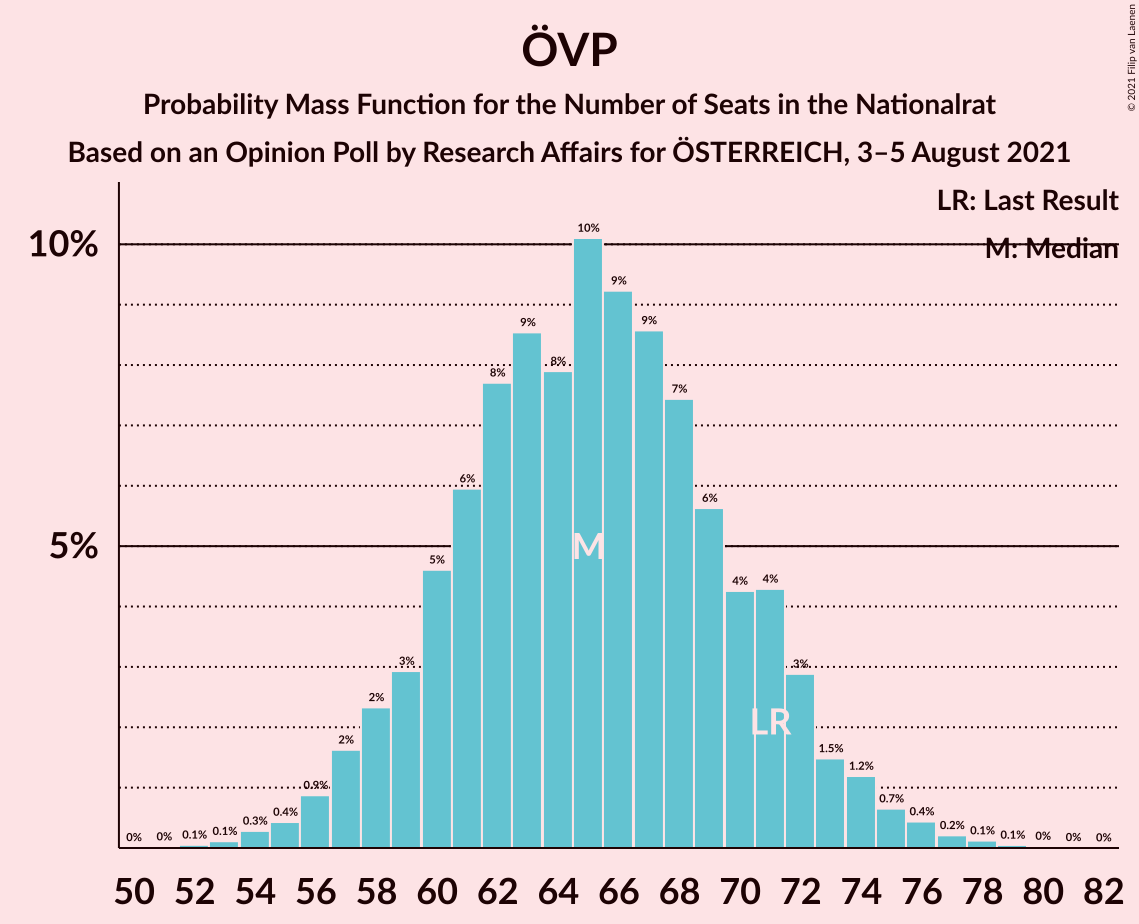 ÖVP
Probability Mass Function for the Number of Seats in the Nationalrat
Based on an Opinion Poll by Research Affairs for ÖSTERREICH, 3–5 August 2021
© 2021 Filip van Laenen
LR: Last Result
M: Median
10%
5%
0% 0% 0.1% 0.1% 0.3% 0.4% 0.9% 2% 2% 3% 5% 6% 8% 9% 8% 10% 9% 9% 7% 6% 4% 4% 3% 1.5% 1.2% 0.7% 0.4% 0.2% 0.1% 0.1% 0% 0% 0%
M
LR
50 52 54 56 58 60 62 64 66 68 70 72 74 76 78 80 82